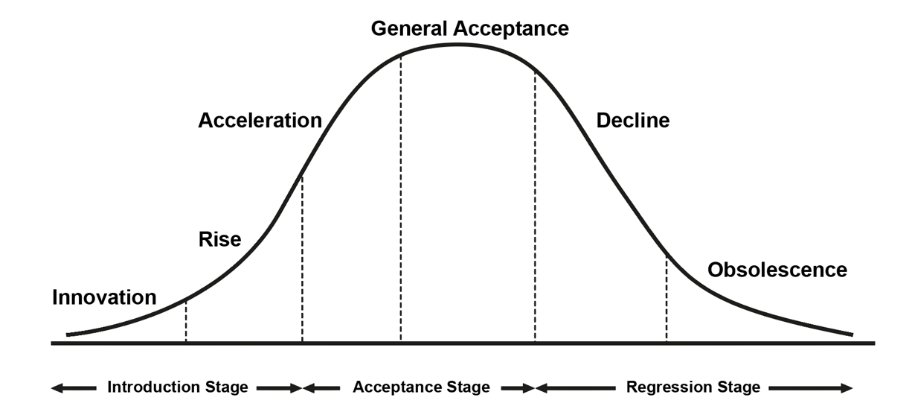 General Acceptance
Acceleration
Decline
Rise
Obsolescence
Innovation
Introduction Stage
Acceptance Stage
Regression Stage